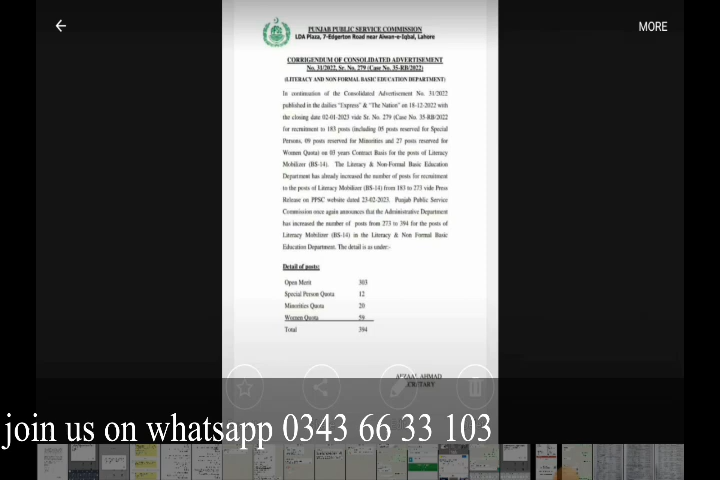 MORE
PUNJAB PUBLIC SERVICE COMMISSION
LDA Plaza, 7-Edgerton Road near Aiwan-e-Iqbal, Lahore
CORRIGENDUM OF CONSOLIDATED ADVERTISEMENT
No. 31/2022, Sr. No. 279 (Case No. 35-RB/2022)
(LITERACY AND NON FORMAL BASIC EDUCATION DEPARTMENT)
In continuation of the Consolidated Advertisement No. 31/2022
published in the dailies "Express" & "The Nation" on 18-12-2022 with
the closing date 02-01-2023 vide Sr. No. 279 (Case No. 35-RB/2022
for recruitment to 183 posts (including 05 posts reserved for Special
Persons, 09 posts reserved for Minorities and 27 posts reserved for
Women Quota) on 03 years Contract Basis for the posts of Literacy
Mobilizer (BS-14). The Literacy & Non-Formal Basic Education
Department has already increased the number of posts for recruitment
to the posts of Literacy Mobilizer (BS-14) from 183 to 273 vide Press
Release on PPSC website dated 23-02-2023. Punjab Public Service
Commission once again announces that the Administrative Department
has increased the number of posts from 273 to 394 for the posts of
Literacy Mobilizer (BS-14) in the Literacy & Non Formal Basic
Education Department. The detail is as under:-
Detail of posts:
Open Merit 303
Special Person Quota 12
Minorities Quota 20
Women Quota 59
Total 394
AFZAAL AHMAD
join us on whatsapp 0343 66 33 103